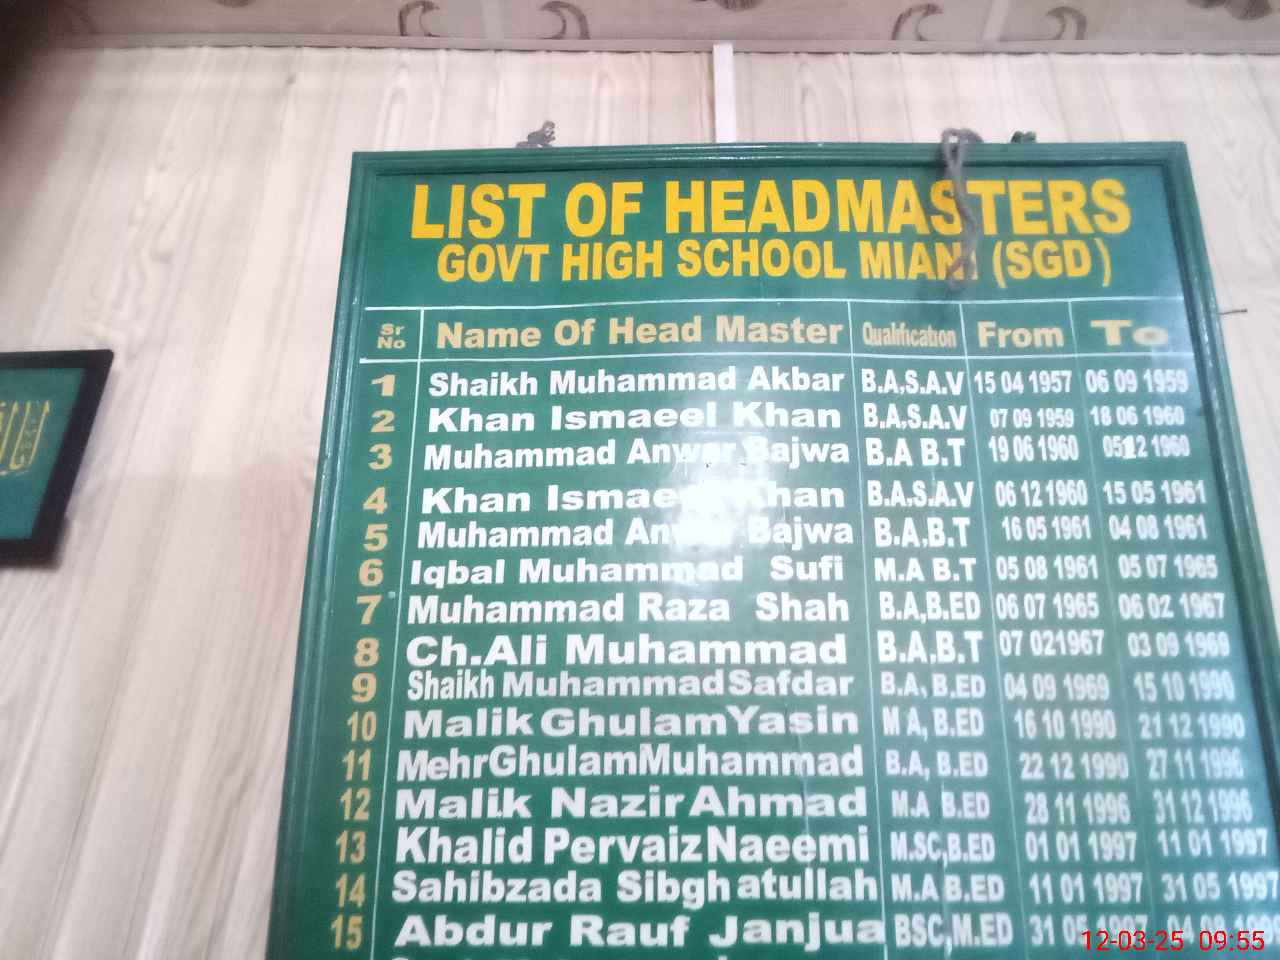 LIST OF HEADMASTERS
GOVT HIGH SCHOOL MIANI (SGD)
Sr No Name Of Head Master Qualification From To
1 Shaikh Muhammad Akbar B.A,S.A.V 15 04 1957 06 09 1959
2 Khan Ismaeel Khan B.A,S.A.V 07 09 1959 18 06 1960
3 Muhammad Anwar Bajwa B.A B.T 19 06 1960 05 12 1960
4 Khan Ismaeel Khan B.A,S.A.V 06 12 1960 15 05 1961
5 Muhammad Anwar Bajwa B.A,B.T 16 05 1961 04 08 1961
6 Iqbal Muhammad Sufi M.A B.T 05 08 1961 05 07 1965
7 Muhammad Raza Shah B.A,B.ED 06 07 1965 06 02 1967
8 Ch.Ali Muhammad B.A,B.T 07 021967 03 09 1969
9 Shaikh Muhammad Safdar B.A, B.ED 04 09 1969 15 10 1990
10 Malik Ghulam Yasin M A, B.ED 16 10 1990 21 12 1990
11 Mehr Ghulam Muhammad B.A, B.ED 22 12 1990 27 11 1996
12 Malik Nazir Ahmad M.A B.ED 28 11 1996 31 12 1996
13 Khalid Pervaiz Naeemi M.SC,B.ED 01 01 1997 11 01 1997
14 Sahibzada Sibghatullah M.A B.ED 11 01 1997 31 05 1997
15 Abdur Rauf Janjua BSC,M.ED 31 05 1997
12-03-25 09:55